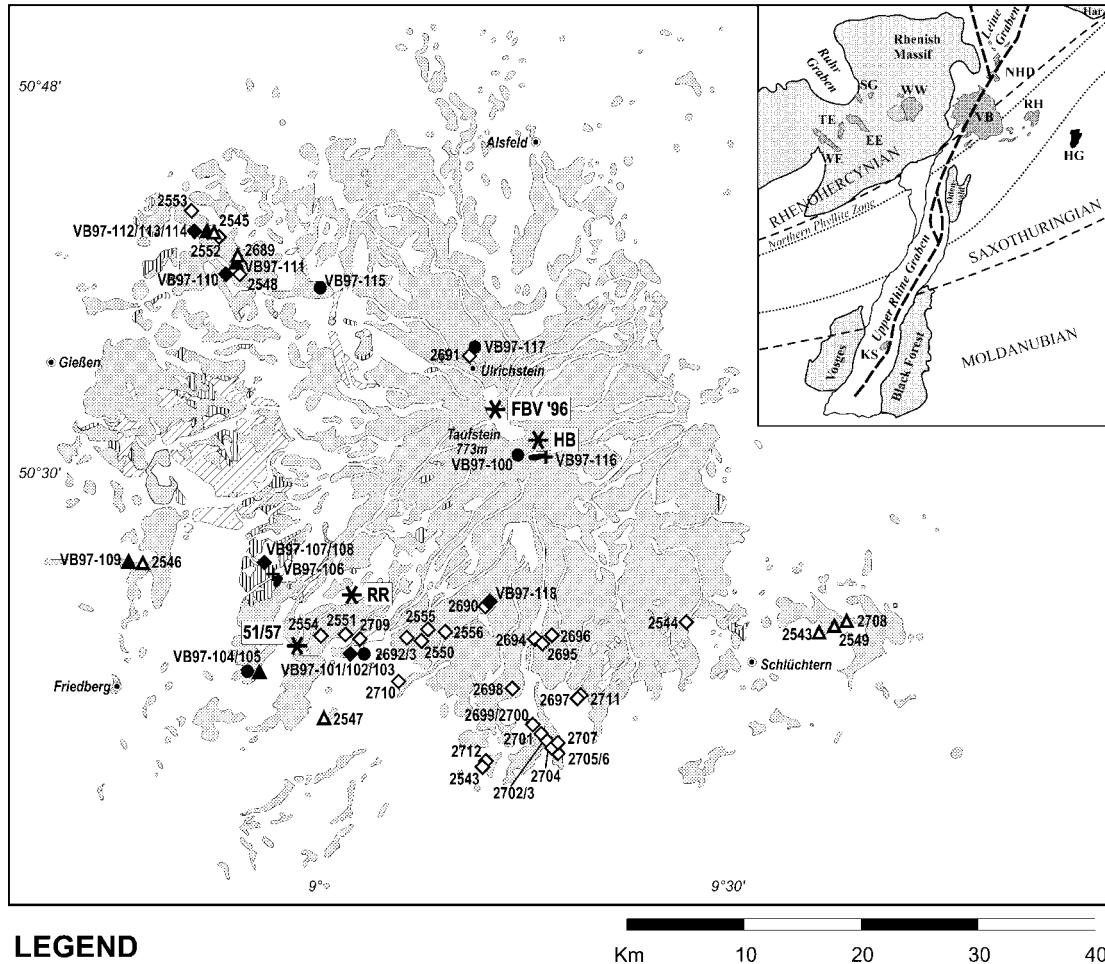 50°48'
Alsfeld
2553
VB97-112/113/114
2545
2552
2689
VB97-111
VB97-110
2548
VB97-115
Gießen
2691
VB97-117
Ulrichstein
FBV '96
HB
Taufstein
773m
VB97-100
VB97-116
50°30'
VB97-109
2546
VB97-107/108
VB97-106
RR
2690
VB97-118
51/57
2554
2551
2709
2555
2556
2550
2692/3
2694
2696
2695
2544
2543
2549
2708
Schlüchtern
VB97-104/105
VB97-101/102/103
Friedberg
2710
2547
2698
2697
2711
2699/2700
2701
2707
2705/6
2704
2702/3
2712
2543
9°
9°30'
Har
Leine
Graben
Rhenish
Massif
Ruhr
Graben
NHD
SG
WW
VB
RH
TE
EE
WE
HG
RHENOHERCYNIAN
Northern Phyllite Zone
SAXOTHURINGIAN
Upper Rhine Graben
MOLDANUBIAN
KS
Vosges
Black Forest
LEGEND
Km 10 20 30 40